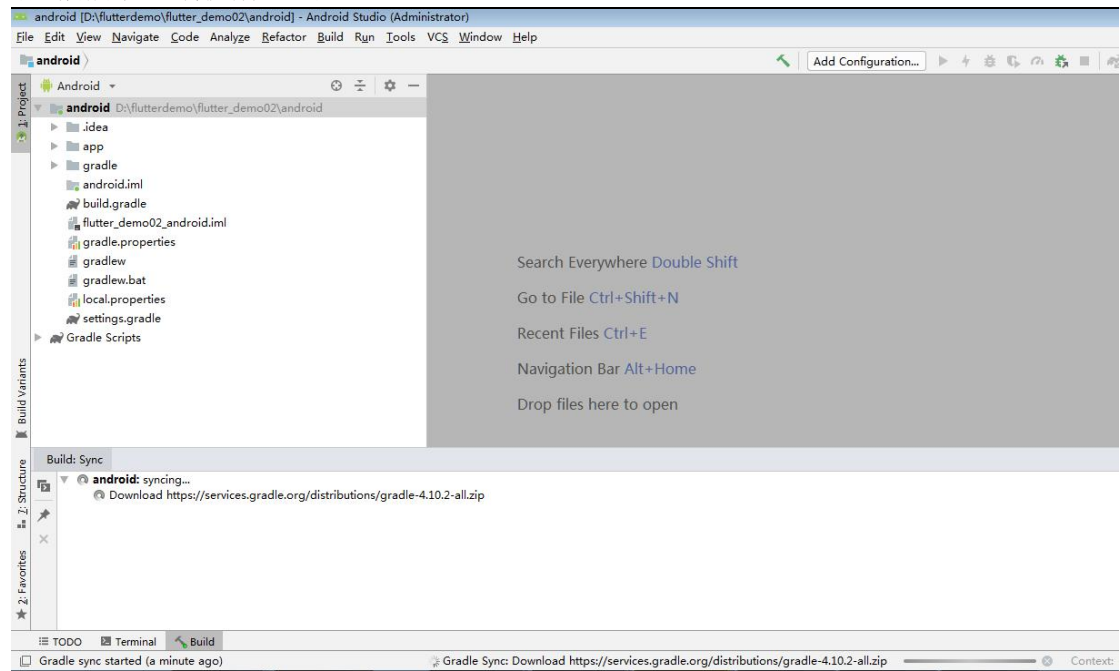 android [D:\flutterdemo\flutter_demo02\android] - Android Studio (Administrator)
File Edit View Navigate Code Analyze Refactor Build Run Tools VCS Window Help
android
Add Configuration...
1: Project
Android
android D:\flutterdemo\flutter_demo02\android
.idea
app
gradle
android.iml
build.gradle
flutter_demo02_android.iml
gradle.properties
gradlew
gradlew.bat
local.properties
settings.gradle
Gradle Scripts
Search Everywhere Double Shift
Go to File Ctrl+Shift+N
Recent Files Ctrl+E
Navigation Bar Alt+Home
Drop files here to open
Build Variants
Z: Structure
2: Favorites
Build: Sync
android: syncing...
Download https://services.gradle.org/distributions/gradle-4.10.2-all.zip
TODO Terminal Build
Gradle sync started (a minute ago)
Gradle Sync: Download https://services.gradle.org/distributions/gradle-4.10.2-all.zip
Context: